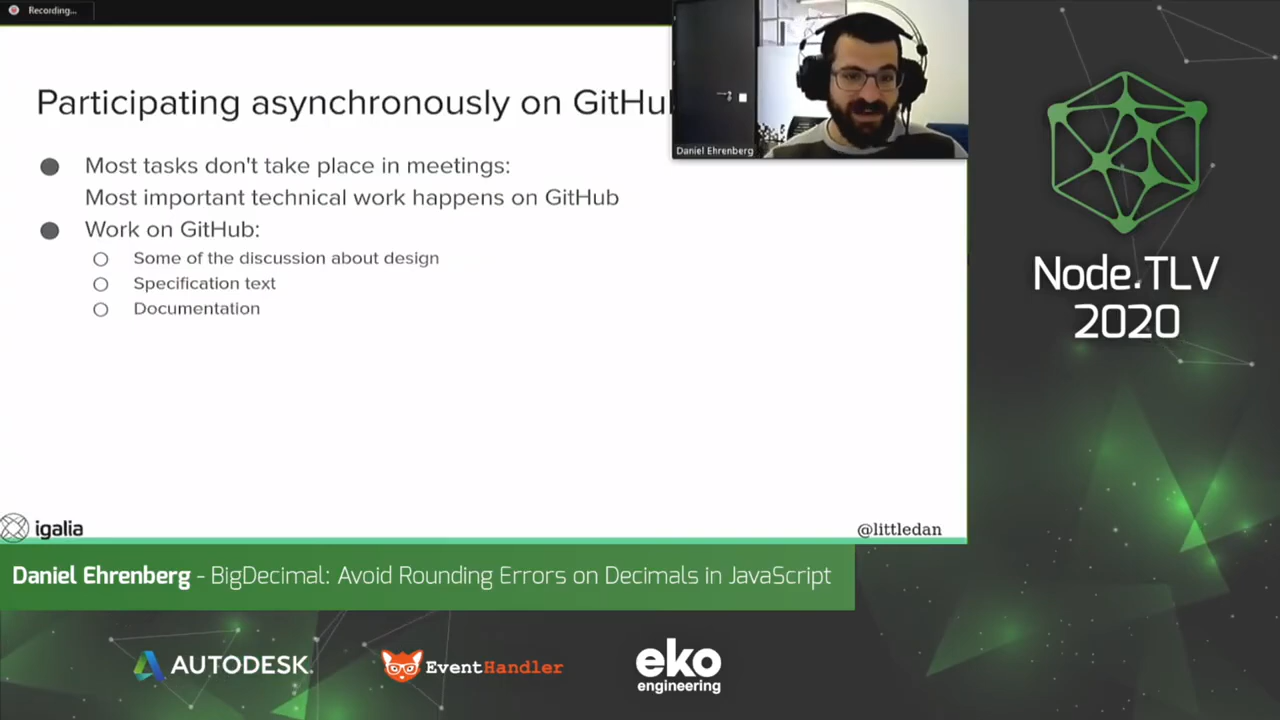 Recording...
Participating asynchronously on GitHu
Daniel Ehrenberg
Most tasks don't take place in meetings:
Most important technical work happens on GitHub
Work on GitHub:
Some of the discussion about design
Specification text
Documentation
Node.TLV
2020
igalia
@littledan
Daniel Ehrenberg - BigDecimal: Avoid Rounding Errors on Decimals in JavaScript
AUTODESK.
EventHandler
eko
engineering